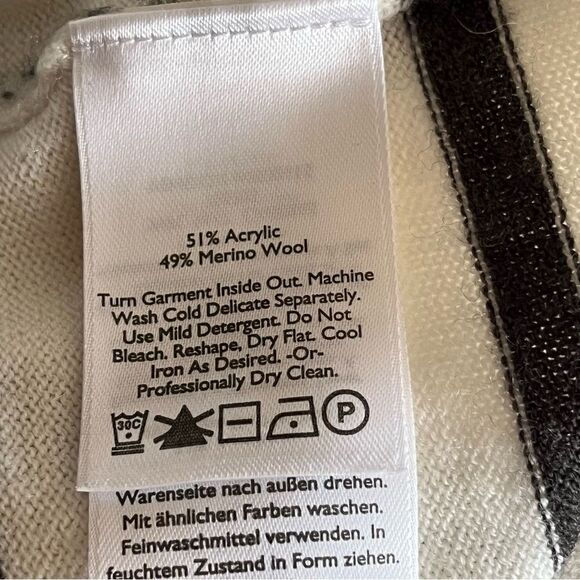 51% Acrylic
49% Merino Wool
Turn Garment Inside Out. Machine
Wash Cold Delicate Separately.
Use Mild Detergent. Do Not
Bleach. Reshape, Dry Flat. Cool
Iron As Desired. -Or-
Professionally Dry Clean.
30C P
Warenseite nach außen drehen.
Mit ähnlichen Farben waschen.
Feinwaschmittel verwenden. In
feuchtem Zustand in Form ziehen.